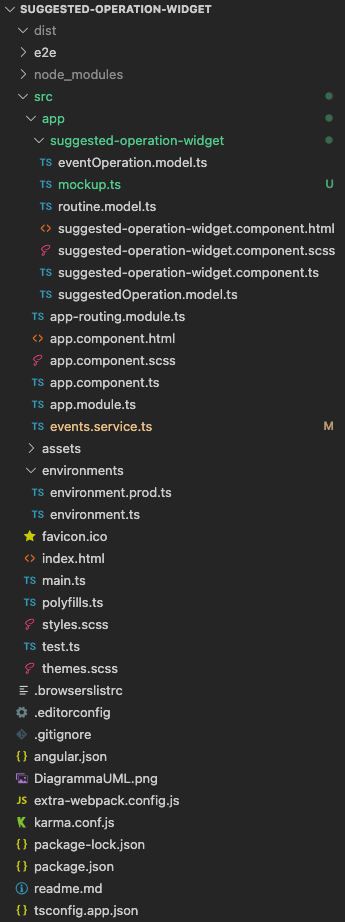 SUGGESTED-OPERATION-WIDGET
dist
e2e
node_modules
src
app
suggested-operation-widget
TS eventOperation.model.ts
TS mockup.ts U
TS routine.model.ts
<> suggested-operation-widget.component.html
suggested-operation-widget.component.scss
TS suggested-operation-widget.component.ts
TS suggestedOperation.model.ts
TS app-routing.module.ts
<> app.component.html
app.component.scss
TS app.component.ts
TS app.module.ts
TS events.service.ts M
assets
environments
TS environment.prod.ts
TS environment.ts
favicon.ico
<> index.html
TS main.ts
TS polyfills.ts
styles.scss
TS test.ts
themes.scss
.browserslistrc
.editorconfig
.gitignore
{} angular.json
DiagrammaUML.png
JS extra-webpack.config.js
karma.conf.js
{} package-lock.json
{} package.json
readme.md
{} tsconfig.app.json